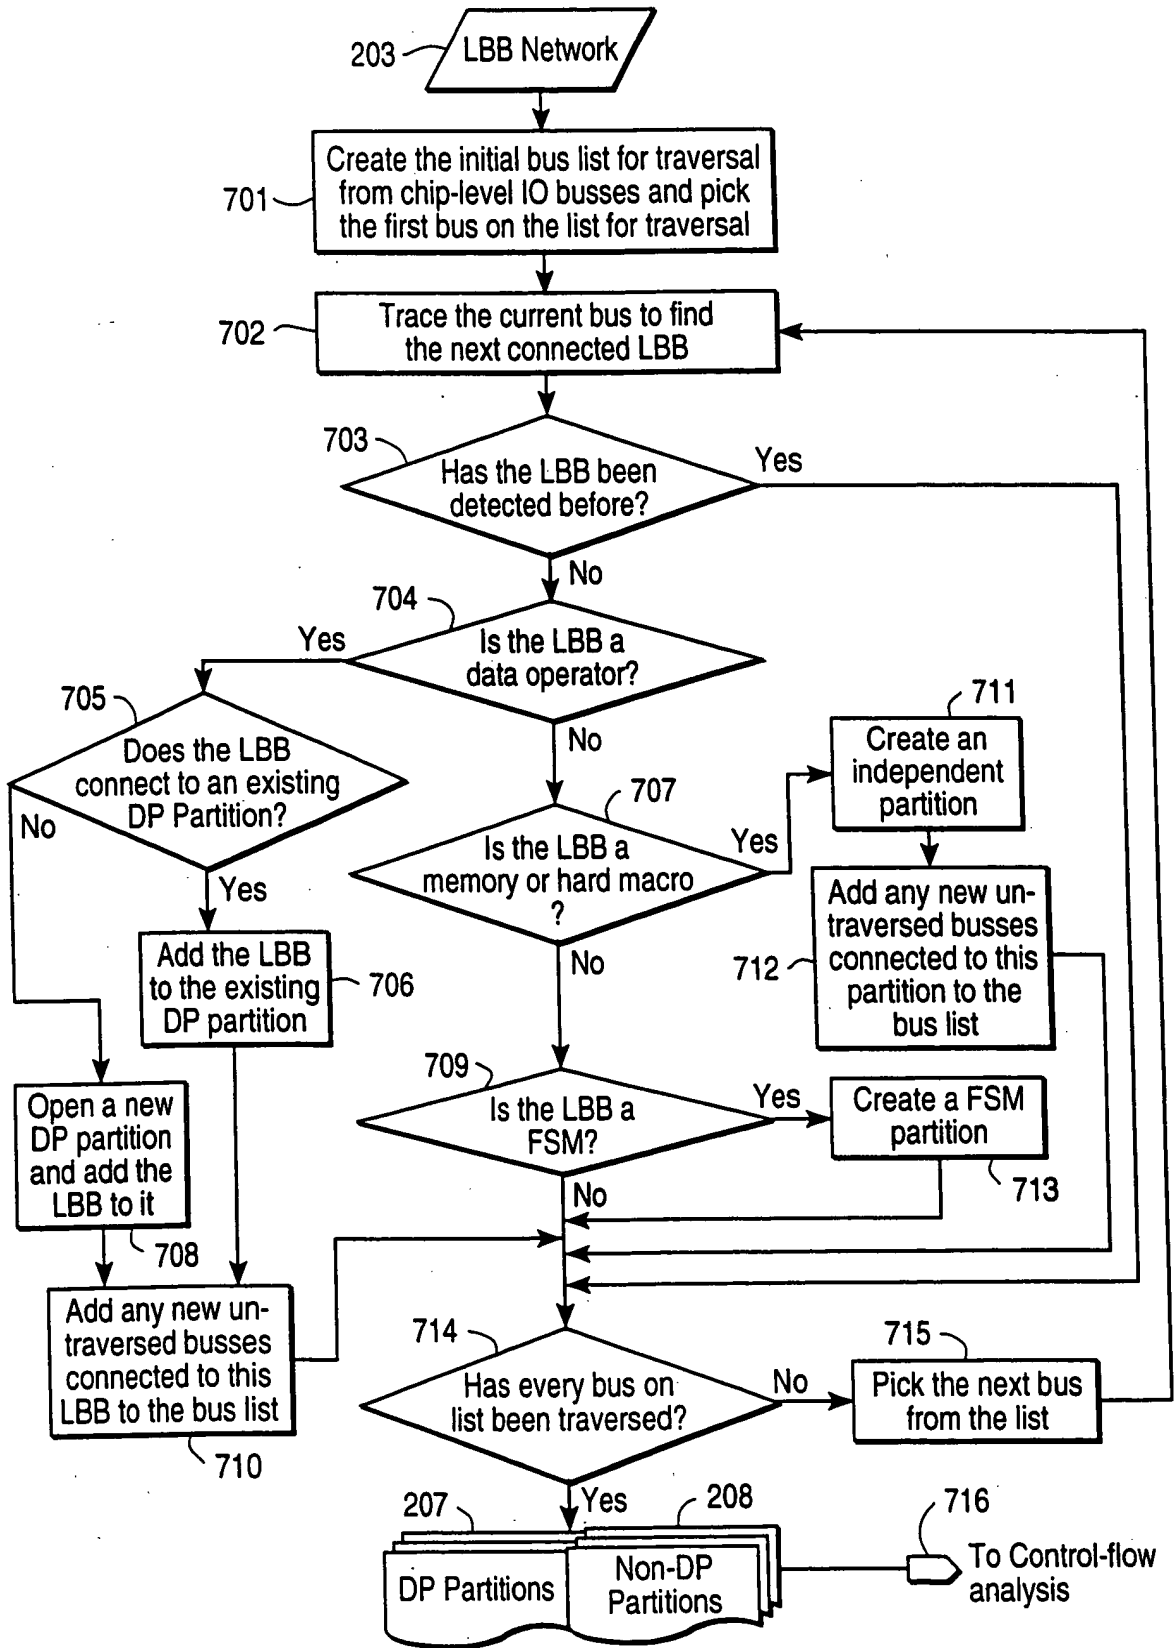 203
LBB Network
701
Create the initial bus list for traversal
from chip-level IO busses and pick
the first bus on the list for traversal
702
Trace the current bus to find
the next connected LBB
703
Has the LBB been
detected before?
Yes
No
704
Is the LBB a
data operator?
Yes
No
705
Does the LBB
connect to an existing
DP Partition?
No
Yes
Add the LBB
to the existing
DP partition
706
Open a new
DP partition
and add the
LBB to it
708
Add any new un-
traversed busses
connected to this
LBB to the bus list
710
707
Is the LBB a
memory or hard macro
?
Yes
No
711
Create an
independent
partition
712
Add any new un-
traversed busses
connected to this
partition to the
bus list
709
Is the LBB a
FSM?
Yes
No
Create a FSM
partition
713
714
Has every bus on
list been traversed?
No
Yes
715
Pick the next bus
from the list
207
DP Partitions
208
Non-DP
Partitions
716
To Control-flow
analysis